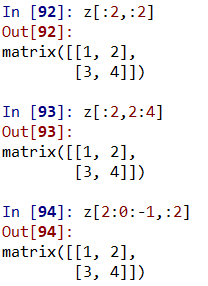 In [92]: z[:2,:2]
Out[92]:
matrix([[1, 2],
        [3, 4]])
In [93]: z[:2,2:4]
Out[93]:
matrix([[1, 2],
        [3, 4]])
In [94]: z[2:0:-1,:2]
Out[94]:
matrix([[1, 2],
        [3, 4]])